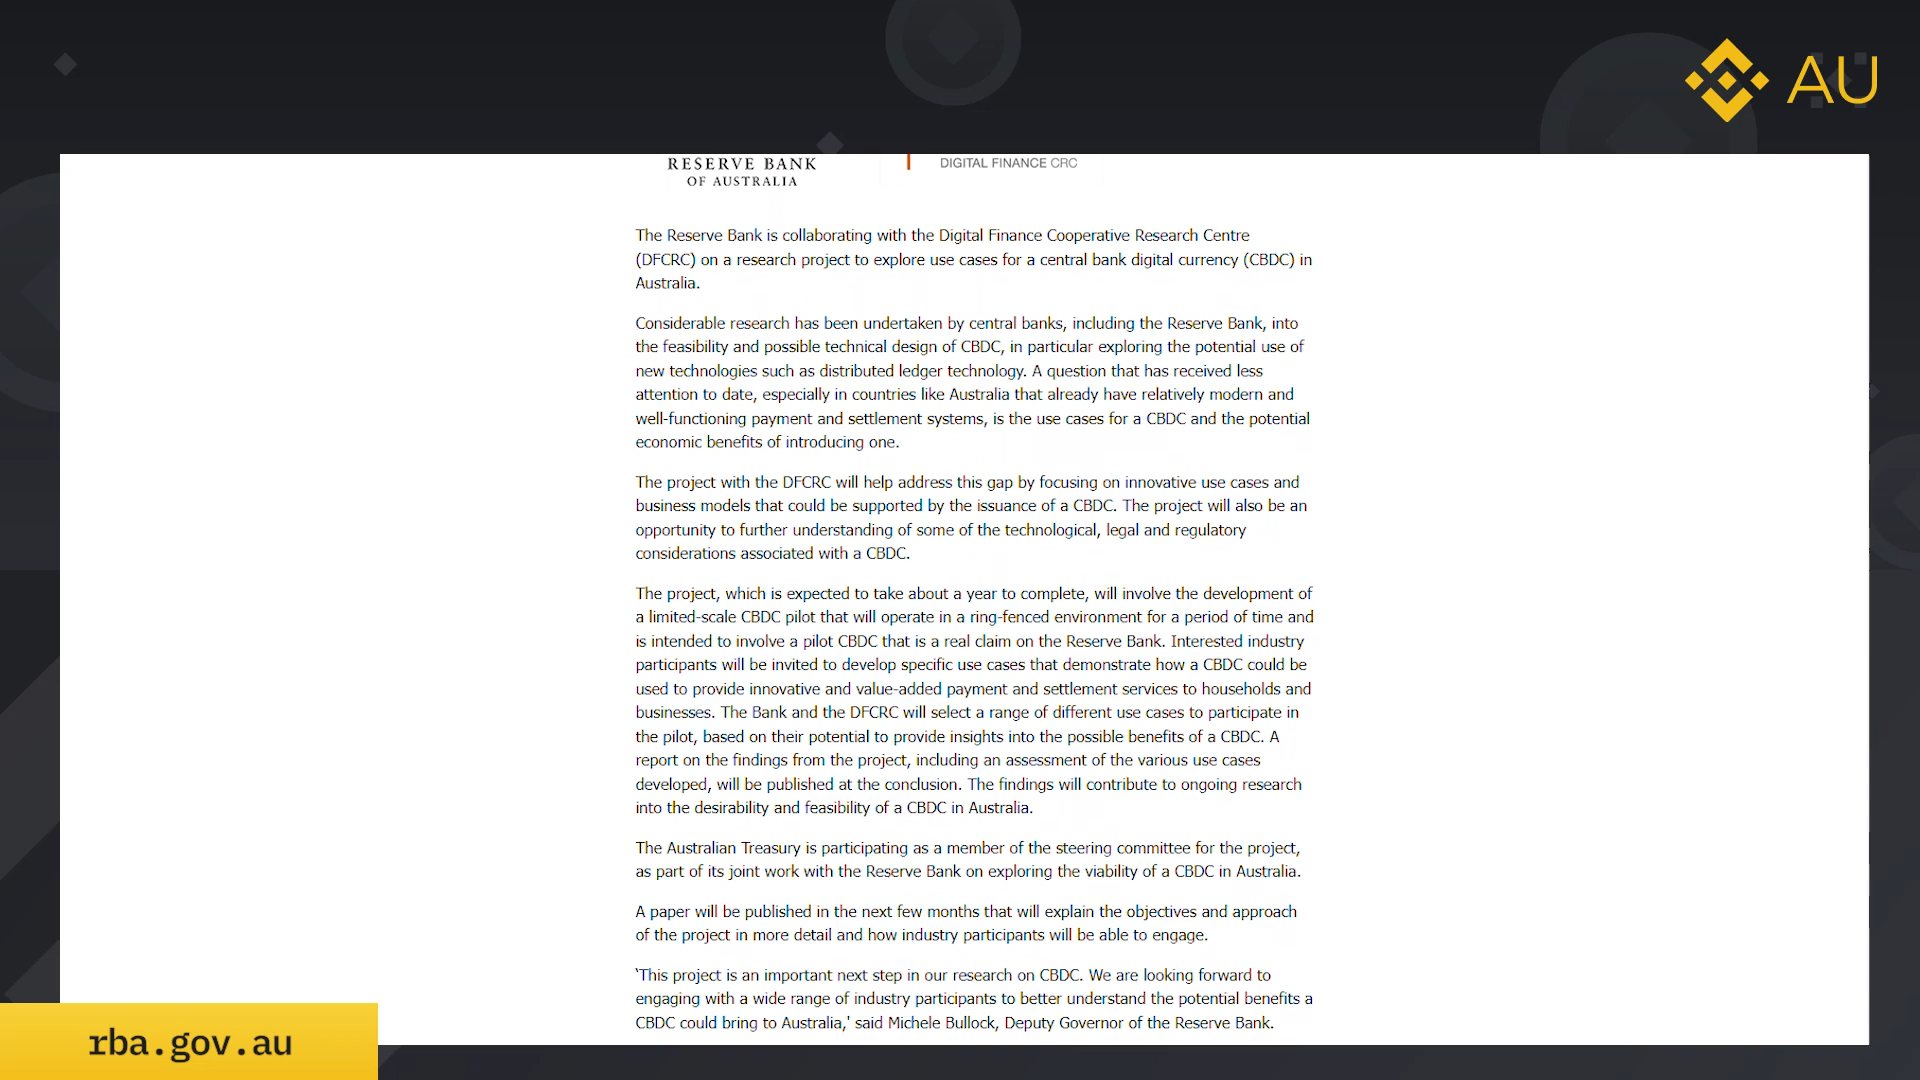 AU
RESERVE BANK
OF AUSTRALIA
DIGITAL FINANCE CRC
The Reserve Bank is collaborating with the Digital Finance Cooperative Research Centre
(DFCRC) on a research project to explore use cases for a central bank digital currency (CBDC) in
Australia.
Considerable research has been undertaken by central banks, including the Reserve Bank, into
the feasibility and possible technical design of CBDC, in particular exploring the potential use of
new technologies such as distributed ledger technology. A question that has received less
attention to date, especially in countries like Australia that already have relatively modern and
well-functioning payment and settlement systems, is the use cases for a CBDC and the potential
economic benefits of introducing one.
The project with the DFCRC will help address this gap by focusing on innovative use cases and
business models that could be supported by the issuance of a CBDC. The project will also be an
opportunity to further understanding of some of the technological, legal and regulatory
considerations associated with a CBDC.
The project, which is expected to take about a year to complete, will involve the development of
a limited-scale CBDC pilot that will operate in a ring-fenced environment for a period of time and
is intended to involve a pilot CBDC that is a real claim on the Reserve Bank. Interested industry
participants will be invited to develop specific use cases that demonstrate how a CBDC could be
used to provide innovative and value-added payment and settlement services to households and
businesses. The Bank and the DFCRC will select a range of different use cases to participate in
the pilot, based on their potential to provide insights into the possible benefits of a CBDC. A
report on the findings from the project, including an assessment of the various use cases
developed, will be published at the conclusion. The findings will contribute to ongoing research
into the desirability and feasibility of a CBDC in Australia.
The Australian Treasury is participating as a member of the steering committee for the project,
as part of its joint work with the Reserve Bank on exploring the viability of a CBDC in Australia.
A paper will be published in the next few months that will explain the objectives and approach
of the project in more detail and how industry participants will be able to engage.
‘This project is an important next step in our research on CBDC. We are looking forward to
engaging with a wide range of industry participants to better understand the potential benefits a
CBDC could bring to Australia,' said Michele Bullock, Deputy Governor of the Reserve Bank.
rba.gov.au